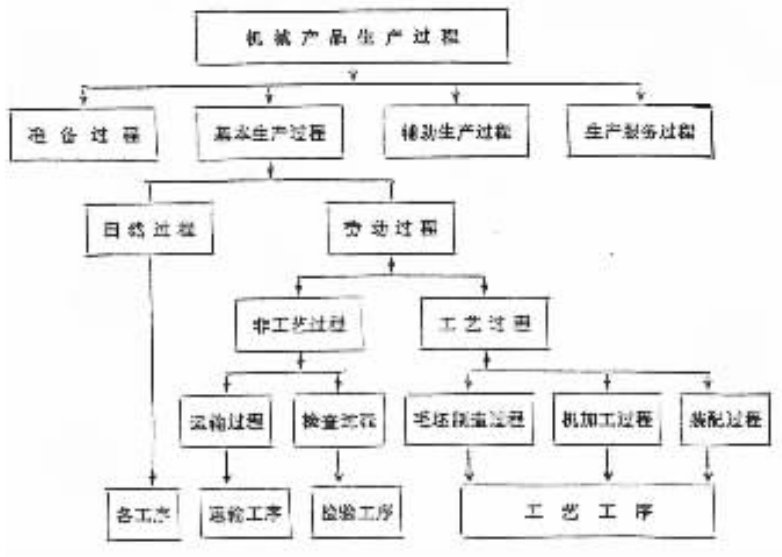 机械产品生产过程
准备过程
基本生产过程
辅助生产过程
生产服务过程
自然过程
劳动过程
非工艺过程
工艺过程
运输过程
检查过程
毛坯制造过程
机加工过程
装配过程
各工序
运输工序
检验工序
工艺工序